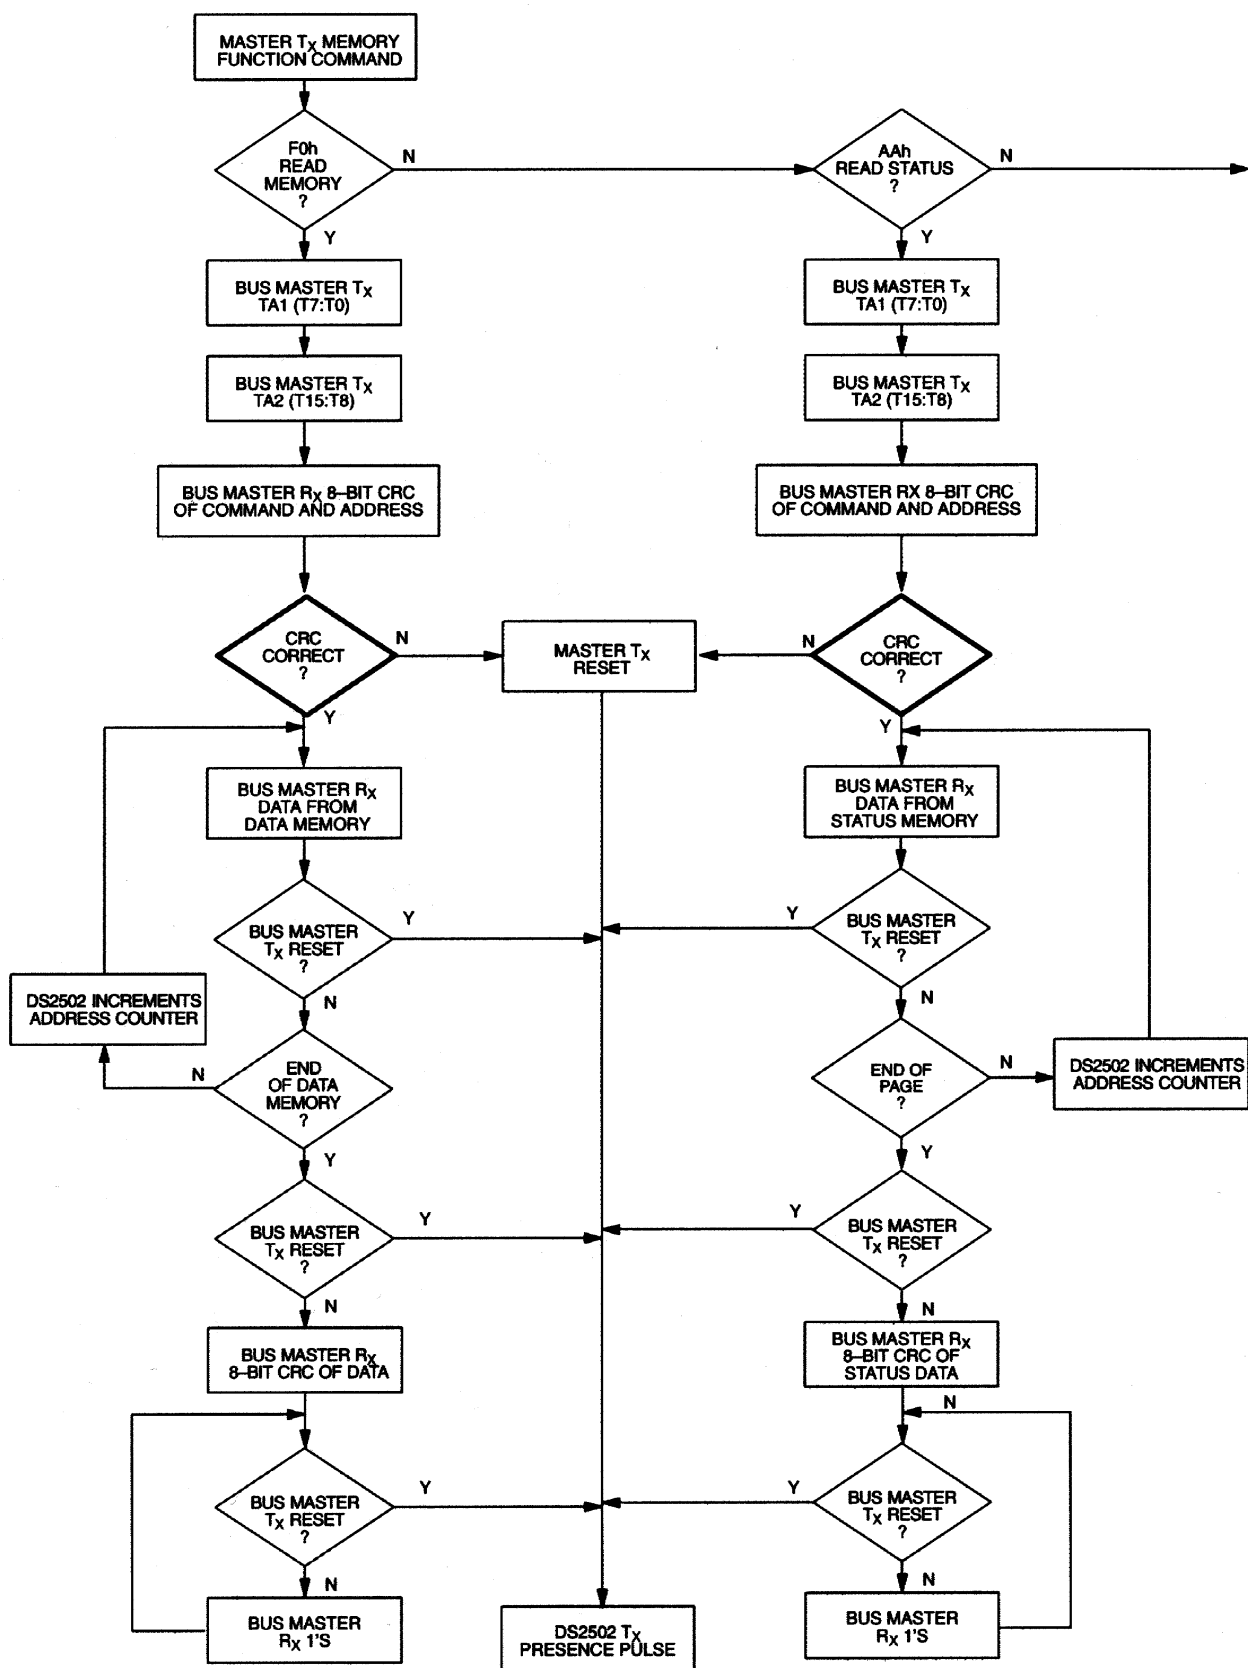 MASTER TX MEMORY
FUNCTION COMMAND
F0h
READ
MEMORY
?
N
Y
AAh
READ STATUS
?
N
Y
BUS MASTER TX
TA1 (T7:T0)
BUS MASTER TX
TA1 (T7:T0)
BUS MASTER TX
TA2 (T15:T8)
BUS MASTER TX
TA2 (T15:T8)
BUS MASTER RX 8–BIT CRC
OF COMMAND AND ADDRESS
BUS MASTER RX 8–BIT CRC
OF COMMAND AND ADDRESS
CRC
CORRECT
?
N
Y
MASTER TX
RESET
N
CRC
CORRECT
?
Y
BUS MASTER RX
DATA FROM
DATA MEMORY
BUS MASTER RX
DATA FROM
STATUS MEMORY
BUS MASTER
TX RESET
?
Y
N
Y
BUS MASTER
TX RESET
?
N
DS2502 INCREMENTS
ADDRESS COUNTER
N
END
OF DATA
MEMORY
?
Y
END OF
PAGE
?
N
Y
DS2502 INCREMENTS
ADDRESS COUNTER
BUS MASTER
TX RESET
?
Y
N
Y
BUS MASTER
TX RESET
?
N
BUS MASTER RX
8–BIT CRC OF DATA
BUS MASTER RX
8–BIT CRC OF
STATUS DATA
N
BUS MASTER
TX RESET
?
Y
N
Y
BUS MASTER
TX RESET
?
N
BUS MASTER
RX 1'S
DS2502 TX
PRESENCE PULSE
BUS MASTER
RX 1'S